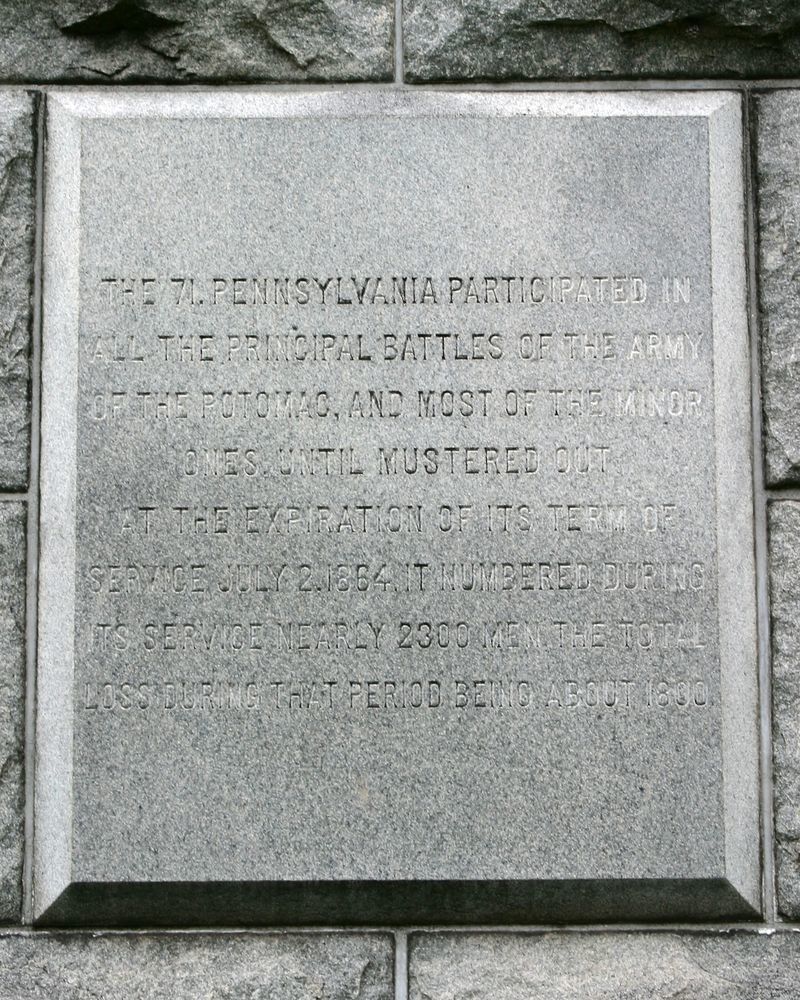 THE 71. PENNSYLVANIA PARTICIPATED IN
ALL THE PRINCIPAL BATTLES OF THE ARMY
OF THE POTOMAC, AND MOST OF THE MINOR
ONES. UNTIL MUSTERED OUT
AT THE EXPIRATION OF ITS TERM OF
SERVICE JULY 2. 1864. IT NUMBERED DURING
ITS SERVICE NEARLY 2300 MEN. THE TOTAL
LOSS DURING THAT PERIOD BEING ABOUT